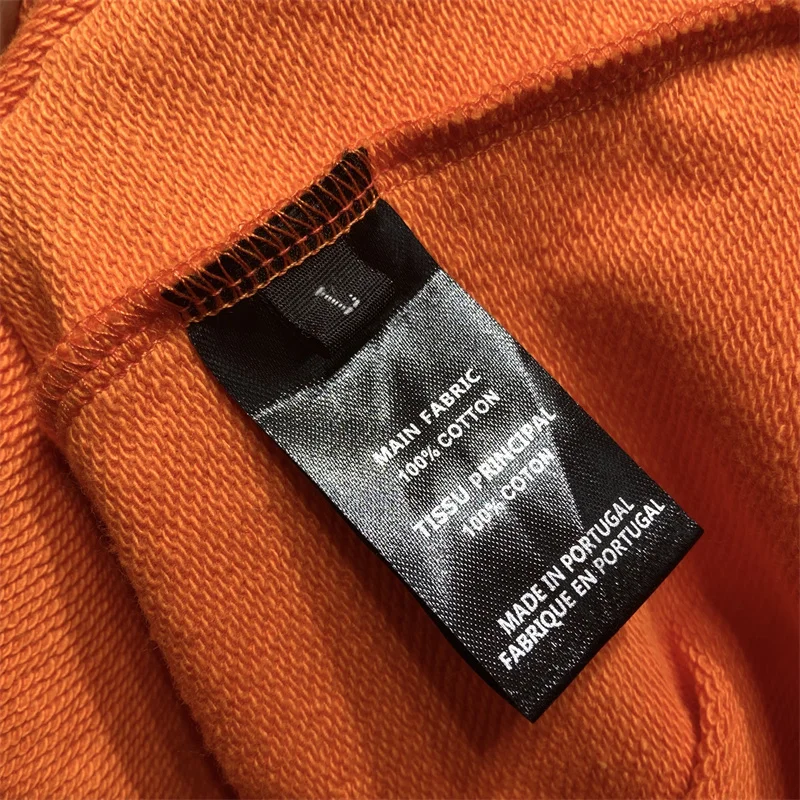 L
MAIN FABRIC
100% COTTON
TISSU PRINCIPAL
100% COTON
MADE IN PORTUGAL
FABRIQUE EN PORTUGAL